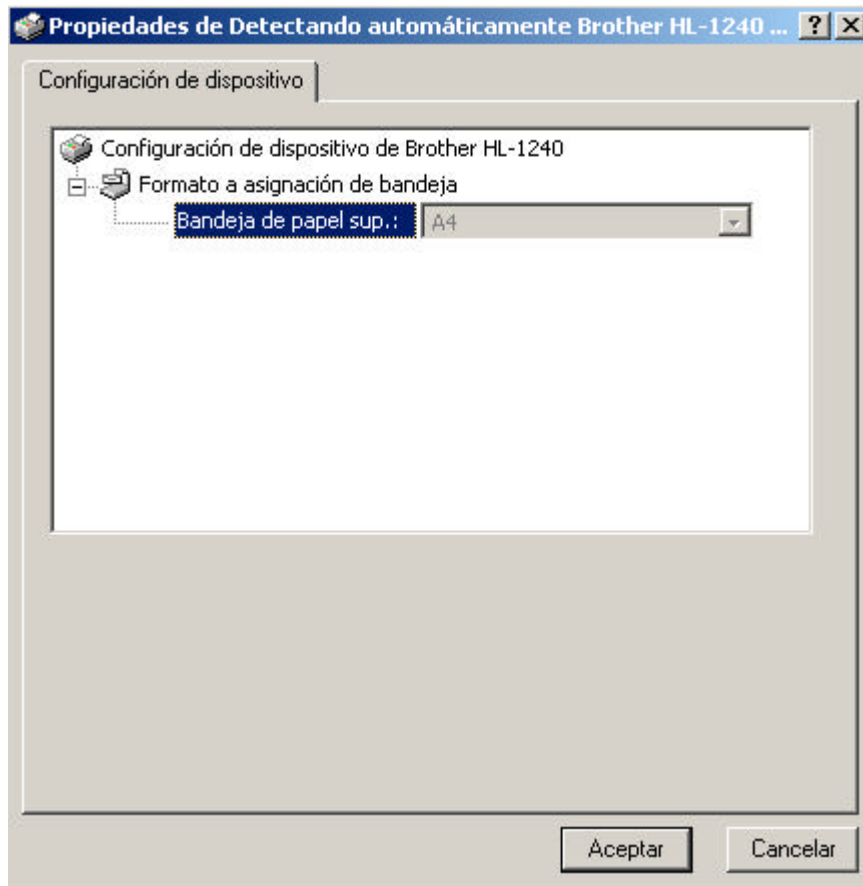 Propiedades de Detectando automáticamente Brother HL-1240 ...
Configuración de dispositivo
Configuración de dispositivo de Brother HL-1240
Formato a asignación de bandeja
Bandeja de papel sup.: A4
Aceptar Cancelar